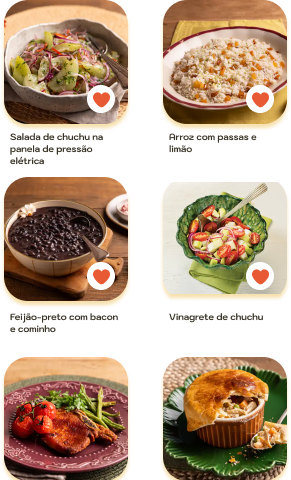 Salada de chuchu na
panela de pressão
elétrica
Arroz com passas e
limão
Feijão-preto com bacon
e cominho
Vinagrete de chuchu